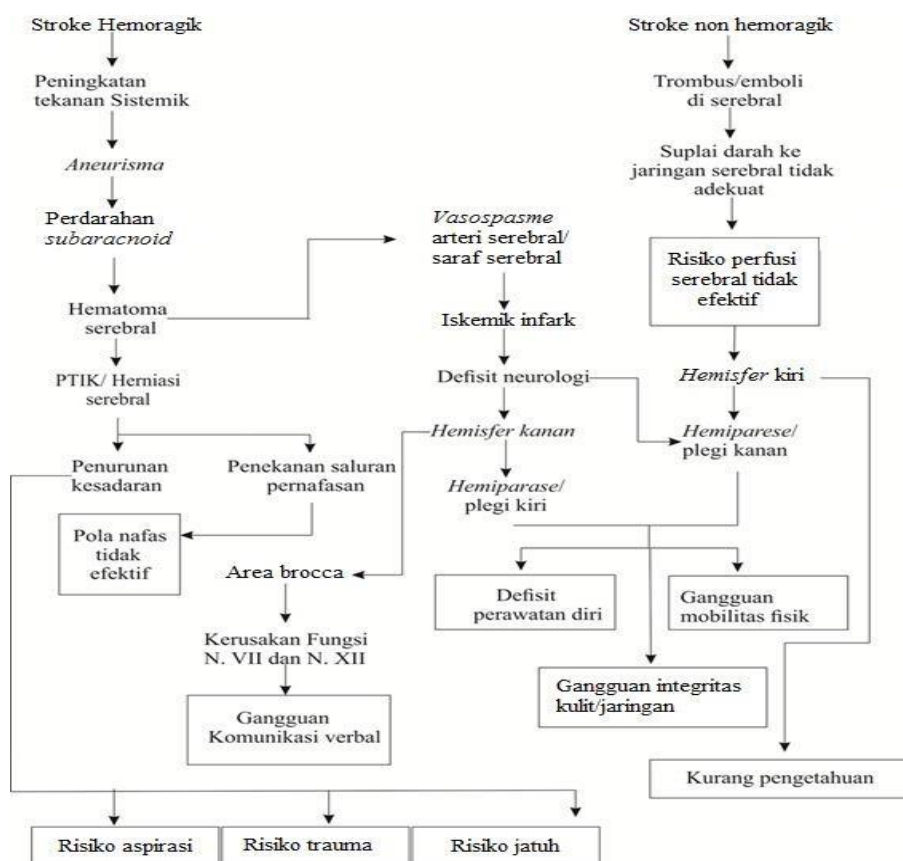 Stroke Hemoragik
Peningkatan
tekanan Sistemik
Aneurisma
Perdarahan
subaracnoid
Hematoma
serebral
PTIK/ Herniasi
serebral
Penurunan
kesadaran
Penekanan saluran
pernafasan
Pola nafas
tidak
efektif
Vasospasme
arteri serebral/
saraf serebral
Iskemik infark
Defisit neurologi
Hemisfer kanan
Hemiparase/
plegi kiri
Area brocca
Kerusakan Fungsi
N. VII dan N. XII
Gangguan
Komunikasi verbal
Stroke non hemoragik
Trombus/emboli
di serebral
Suplai darah ke
jaringan serebral tidak
adekuat
Risiko perfusi
serebral tidak
efektif
Hemisfer kiri
Hemiparese/
plegi kanan
Defisit
perawatan diri
Gangguan
mobilitas fisik
Gangguan integritas
kulit/jaringan
Kurang pengetahuan
Risiko aspirasi
Risiko trauma
Risiko jatuh